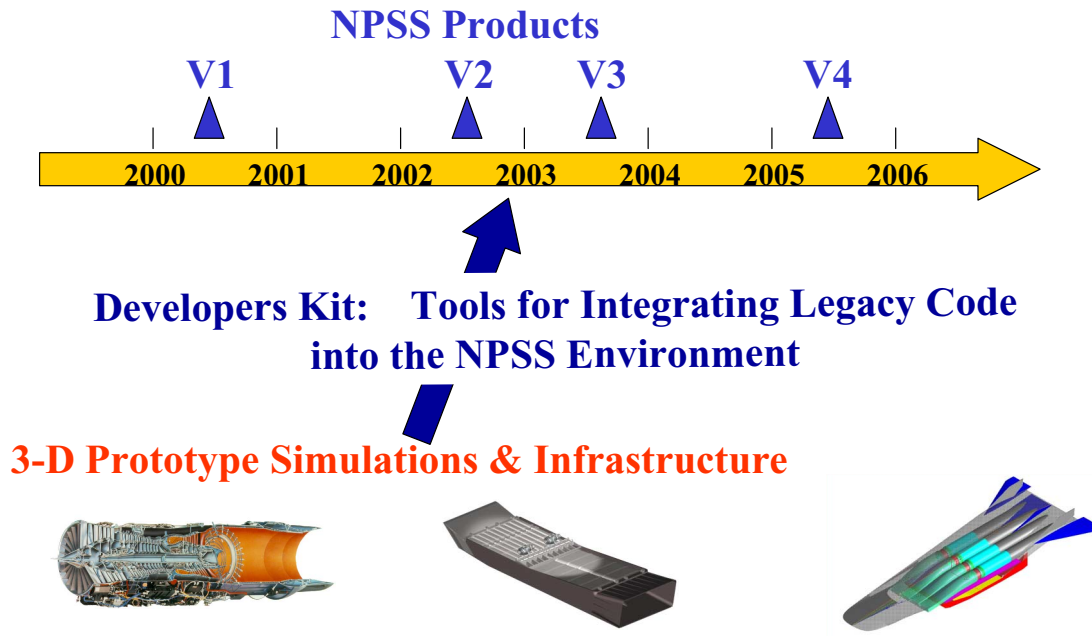 NPSS Products
V1 V2 V3 V4
2000 2001 2002 2003 2004 2005 2006
Developers Kit: Tools for Integrating Legacy Code
into the NPSS Environment
3-D Prototype Simulations & Infrastructure